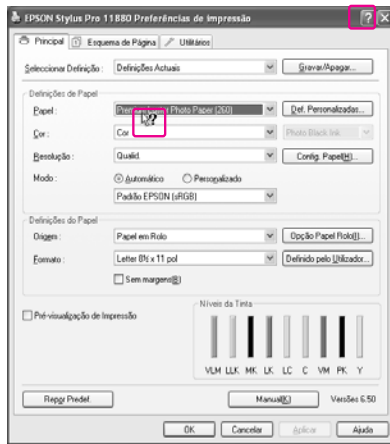 EPSON Stylus Pro 11880 Preferências de impressão
Principal Esquema de Página Utilitários
Seleccionar Definição : Definições Actuais Gravar/Apagar...
Definições de Papel
Papel : Photo Paper (260) Def. Personalizadas...
Cor : Cor Photo Black Ink
Resolução : Qualid. Config. Papel(H)...
Modo : Automático Personalizado
Padrão EPSON (sRGB)
Definições do Papel
Origem : Papel em Rolo Opção Papel Rolo(I)...
Formato : Letter 8½ x 11 pol Definido pelo Utilizador...
Sem margens(B)
Pré-visualização de Impressão
Níveis da Tinta
VLM LLK MK LK LC C VM PK Y
Repor Predef. Manual(K) Versões 6.50
OK Cancelar Aplicar Ajuda